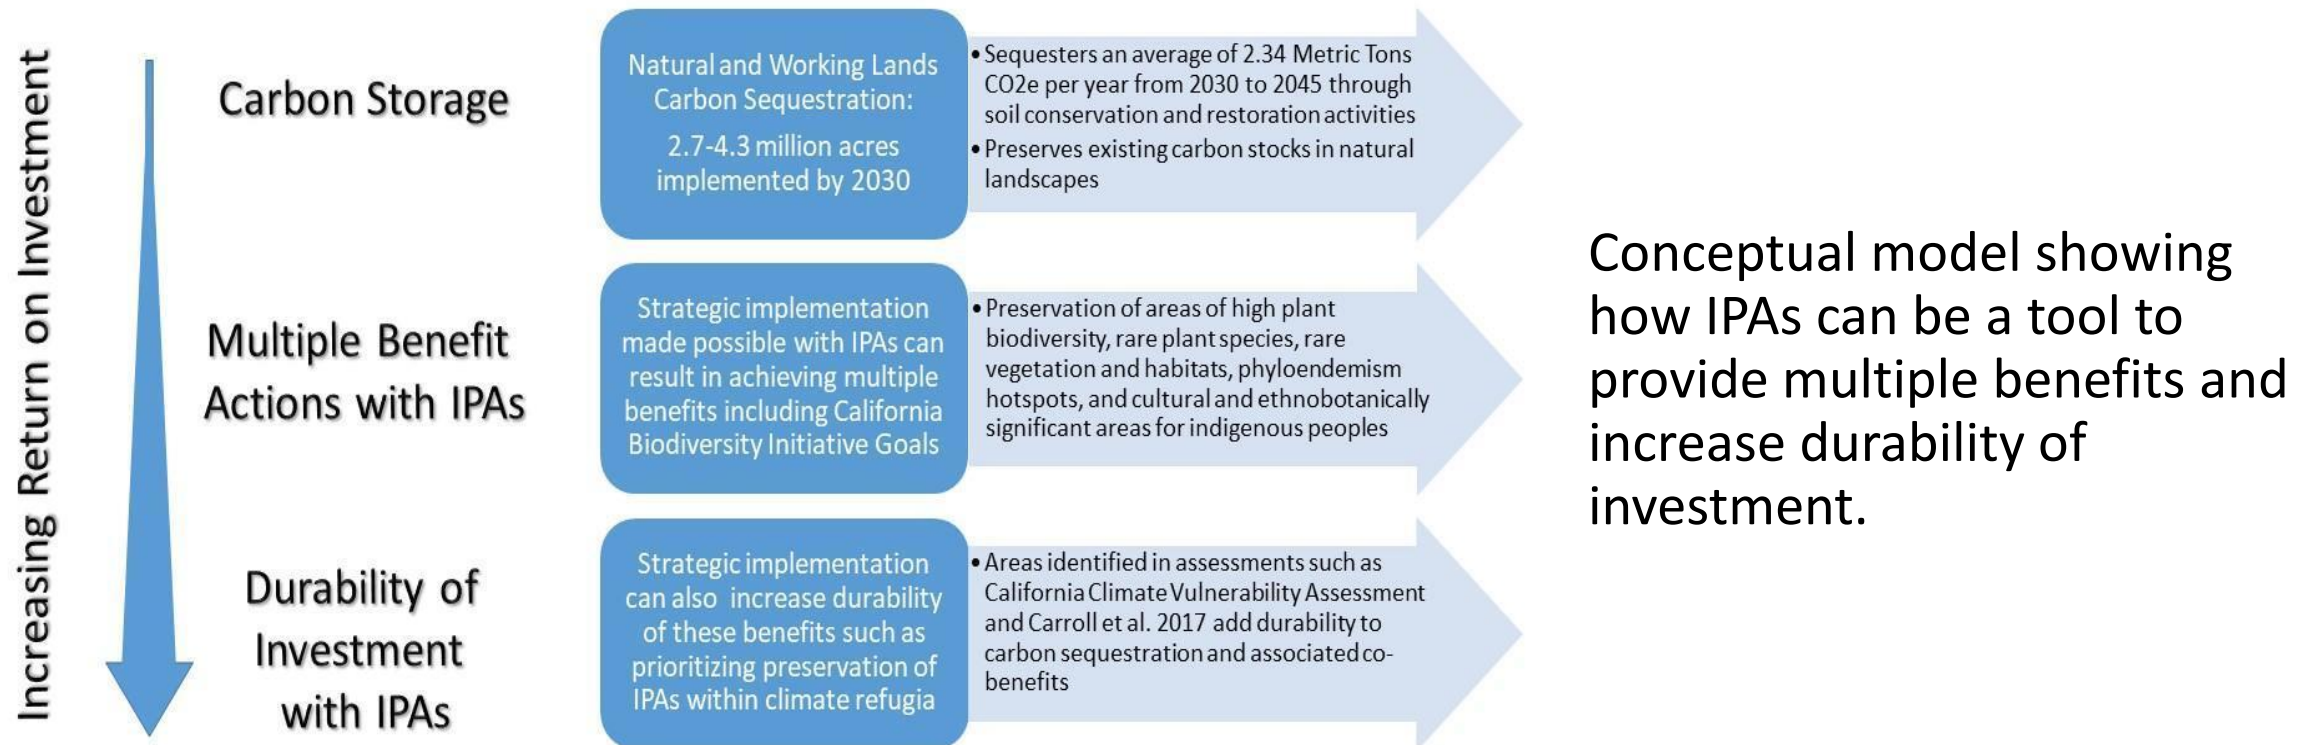 Increasing Return on Investment
Carbon Storage
Natural and Working Lands
Carbon Sequestration:
2.7-4.3 million acres
implemented by 2030
• Sequesters an average of 2.34 Metric Tons
CO2e per year from 2030 to 2045 through
soil conservation and restoration activities
• Preserves existing carbon stocks in natural
landscapes
Multiple Benefit
Actions with IPAs
Strategic implementation
made possible with IPAs can
result in achieving multiple
benefits including California
Biodiversity Initiative Goals
• Preservation of areas of high plant
biodiversity, rare plant species, rare
vegetation and habitats, phyloendemism
hotspots, and cultural and ethnobotanically
significant areas for indigenous peoples
Durability of
Investment
with IPAs
Strategic implementation
can also increase durability
of these benefits such as
prioritizing preservation of
IPAs within climate refugia
• Areas identified in assessments such as
California Climate Vulnerability Assessment
and Carroll et al. 2017 add durability to
carbon sequestration and associated co-
benefits
Conceptual model showing
how IPAs can be a tool to
provide multiple benefits and
increase durability of
investment.